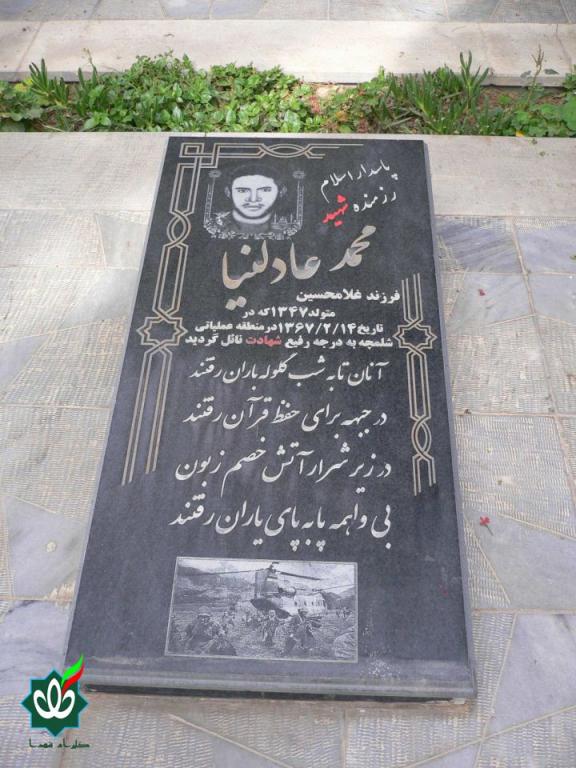 پاسدار اسلام
رزمنده شهید
محمد عادلنیا
فرزند غلامحسین
متولد ۱۳۴۷ که در
تاریخ ۱۳۶۷/۲/۱۴ در منطقه عملیاتی
شلمچه به درجه رفیع شهادت نائل گردید
آنان تا به شب گلوله باران رفتند
در جبهه برای حفظ قرآن رفتند
در زیر شرار آتش خصم زبون
بی واهمه پا به پای یاران رفتند